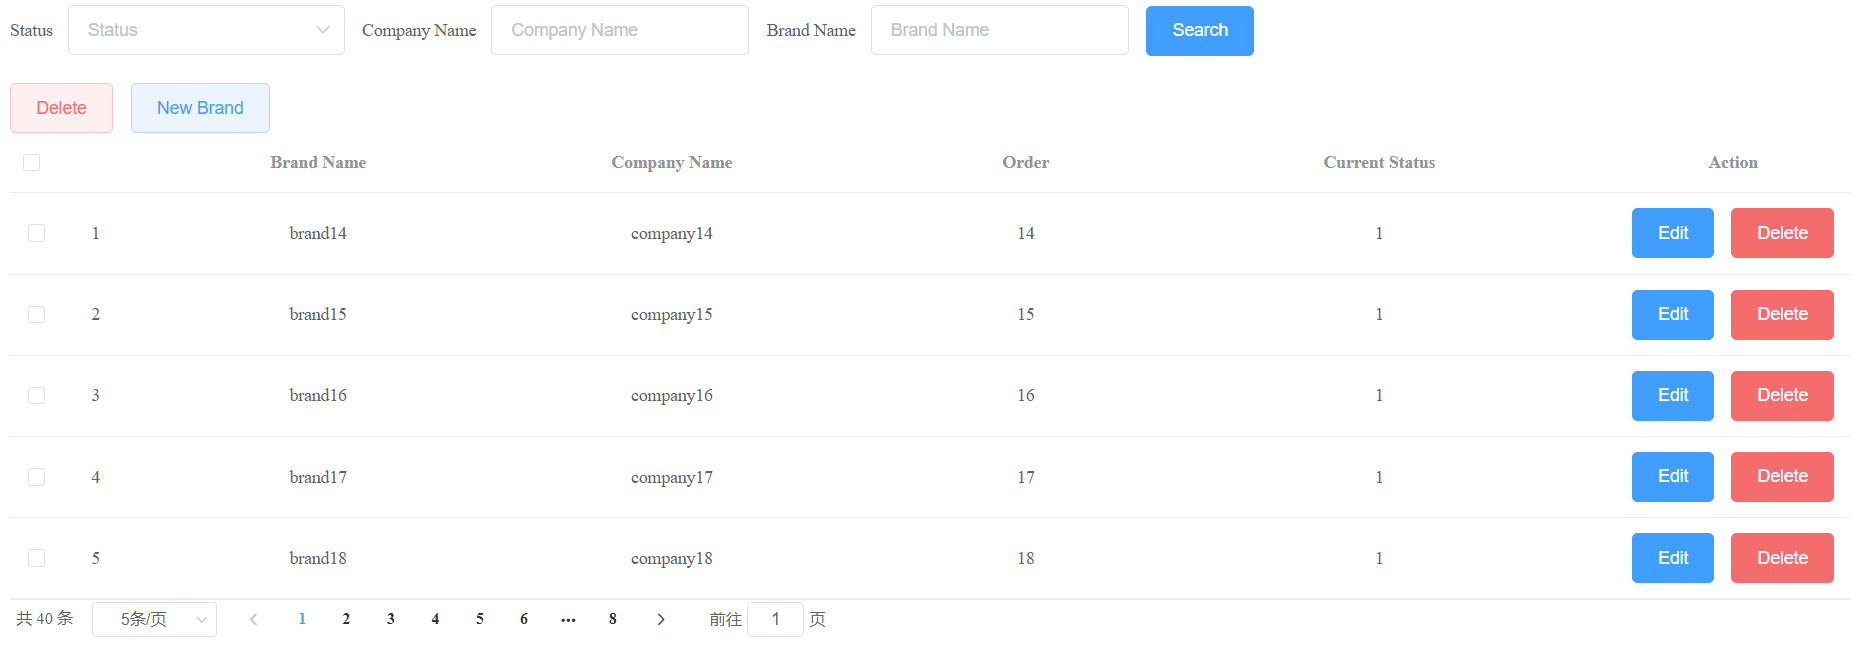 Status Status Company Name Company Name Brand Name Brand Name Search
Delete New Brand
Brand Name Company Name Order Current Status Action
1 brand14 company14 14 1 Edit Delete
2 brand15 company15 15 1 Edit Delete
3 brand16 company16 16 1 Edit Delete
4 brand17 company17 17 1 Edit Delete
5 brand18 company18 18 1 Edit Delete
共 40 条 5条/页 1 2 3 4 5 6 ••• 8 前往 1 页